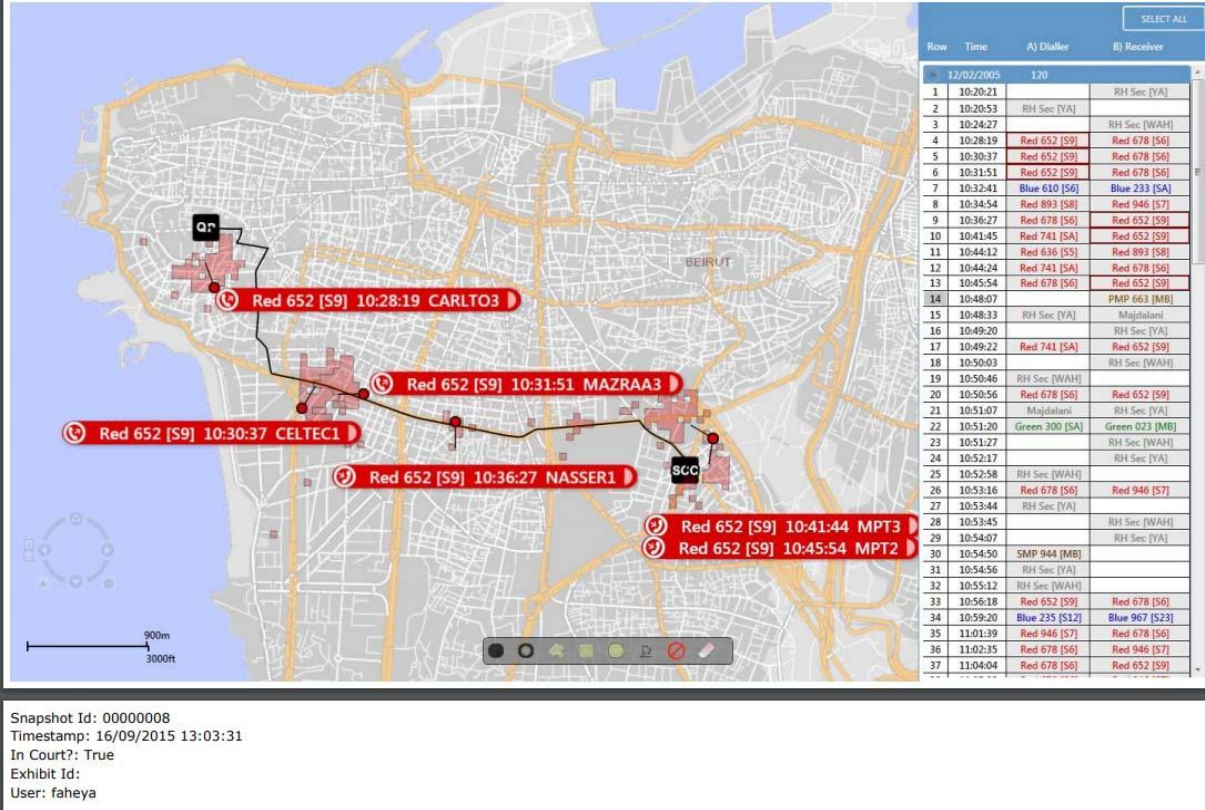 BEIRUT
Red 652 [S9] 10:28:19 CARLTO3
Red 652 [S9] 10:31:51 MAZRAA3
Red 652 [S9] 10:30:37 CELTEC1
Red 652 [S9] 10:36:27 NASSER1
Red 652 [S9] 10:41:44 MPT3
Red 652 [S9] 10:45:54 MPT2
900m
3000ft
SELECT ALL
Row Time A) Dialler B) Receiver
12/02/2005 120
1 10:20:21 RH Sec [YA]
2 10:20:53 RH Sec [YA]
3 10:24:27 RH Sec [WAH]
4 10:28:19 Red 652 [S9] Red 678 [S6]
5 10:30:37 Red 652 [S9] Red 678 [S6]
6 10:31:51 Red 652 [S9] Red 678 [S6]
7 10:32:41 Blue 610 [S6] Blue 233 [SA]
8 10:34:54 Red 893 [S8] Red 946 [S7]
9 10:36:27 Red 678 [S6] Red 652 [S9]
10 10:41:45 Red 741 [SA] Red 652 [S9]
11 10:44:12 Red 636 [S5] Red 893 [S8]
12 10:44:24 Red 741 [SA] Red 678 [S6]
13 10:45:54 Red 678 [S6] Red 652 [S9]
14 10:48:07 PMP 663 [MB]
15 10:48:33 RH Sec [YA] Majdalani
16 10:49:20 RH Sec [YA]
17 10:49:22 Red 741 [SA] Red 652 [S9]
18 10:50:03 RH Sec [WAH]
19 10:50:46 RH Sec [WAH]
20 10:50:56 Red 678 [S6] Red 652 [S9]
21 10:51:07 Majdalani RH Sec [YA]
22 10:51:20 Green 300 [SA] Green 023 [MB]
23 10:51:27 RH Sec [WAH]
24 10:52:17 RH Sec [YA]
25 10:52:58 RH Sec [WAH]
26 10:53:16 Red 678 [S6] Red 946 [S7]
27 10:53:44 RH Sec [YA]
28 10:53:45 RH Sec [WAH]
29 10:54:07 RH Sec [YA]
30 10:54:50 SMP 944 [MB]
31 10:54:56 RH Sec [YA]
32 10:55:12 RH Sec [WAH]
33 10:56:18 Red 652 [S9] Red 678 [S6]
34 10:59:20 Blue 235 [S12] Blue 967 [S23]
35 11:01:39 Red 946 [S7] Red 678 [S6]
36 11:02:35 Red 678 [S6] Red 946 [S7]
37 11:04:04 Red 678 [S6] Red 652 [S9]
Snapshot Id: 00000008
Timestamp: 16/09/2015 13:03:31
In Court?: True
Exhibit Id:
User: faheya